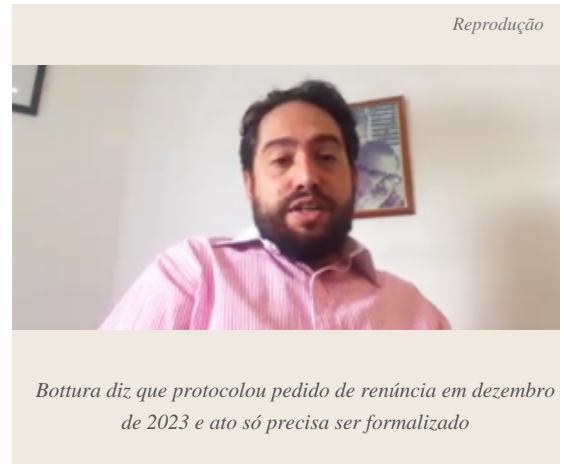 Reprodução
Bottura diz que protocolou pedido de renúncia em dezembro
de 2023 e ato só precisa ser formalizado